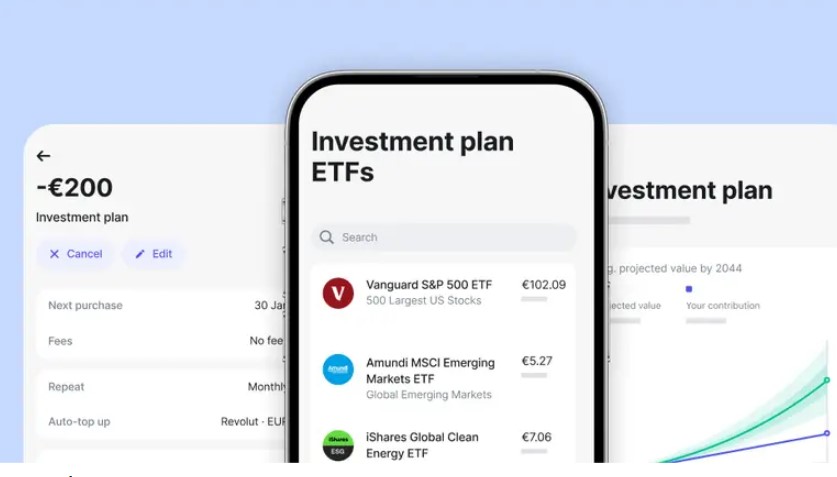 -€200
Investment plan
Cancel
Edit
Next purchase
30 Ja
Fees
No fee
Repeat
Monthly
Auto-top up
Revolut · EUR
Investment plan
ETFs
Search
Vanguard S&P 500 ETF
€102.09
500 Largest US Stocks
Amundi MSCI Emerging
€5.27
Markets ETF
Global Emerging Markets
iShares Global Clean
€7.06
Energy ETF
V
Amundi
iShares
ESG
vestment plan
g. projected value by 2044
jected value
Your contribution